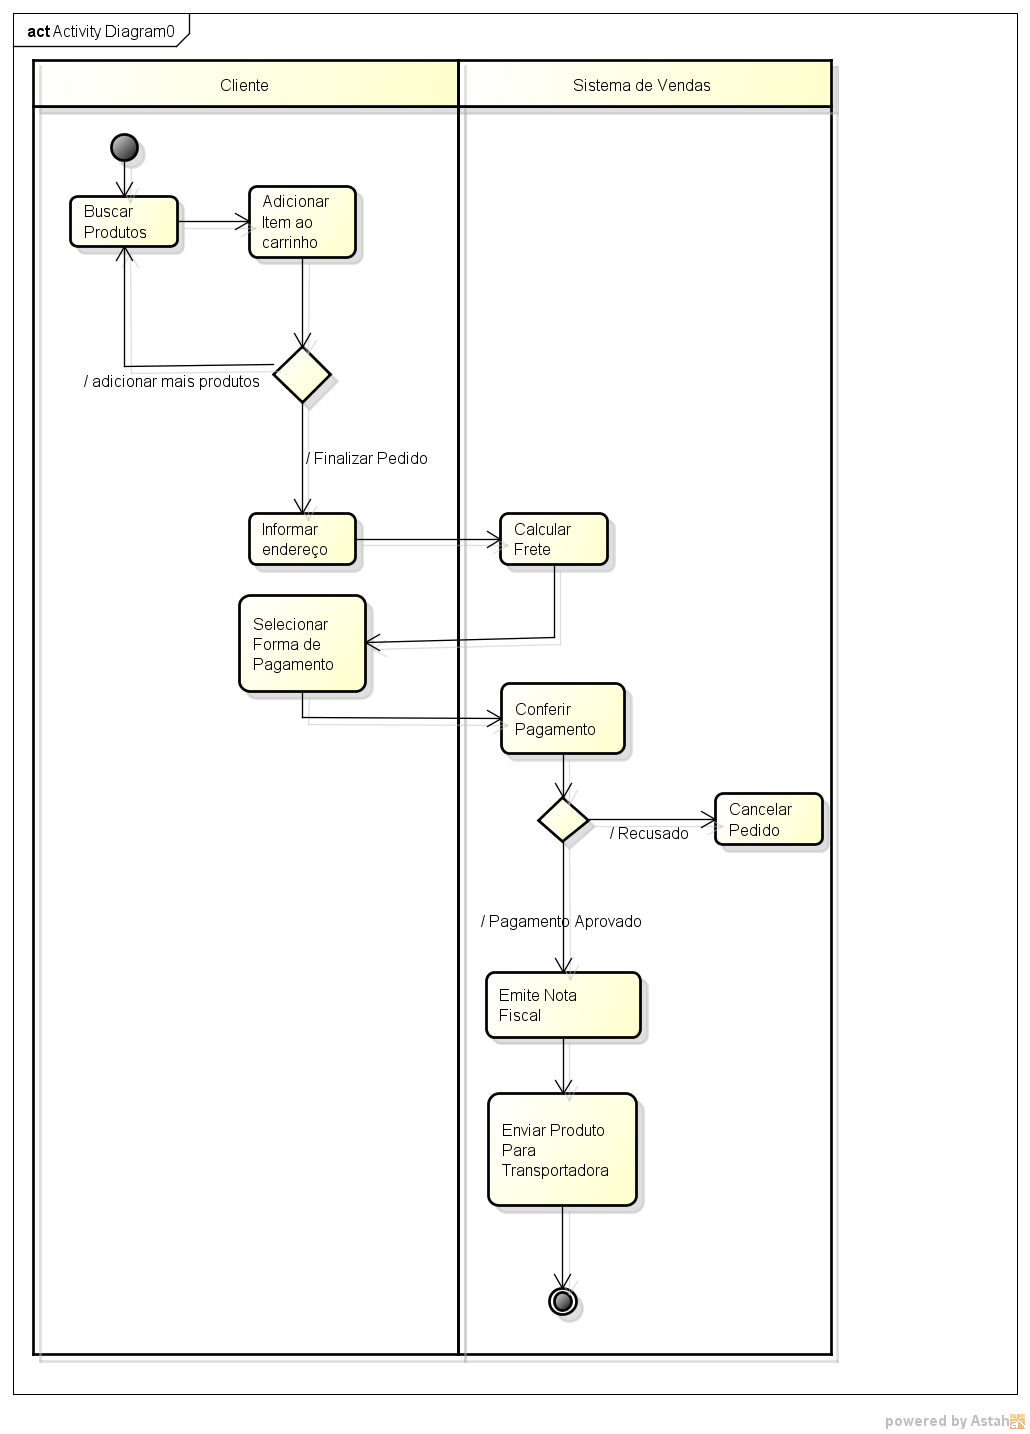 act Activity Diagram0
Cliente
Sistema de Vendas
Buscar
Produtos
Adicionar
Item ao
carrinho
/ adicionar mais produtos
/ Finalizar Pedido
Informar
endereço
Calcular
Frete
Selecionar
Forma de
Pagamento
Conferir
Pagamento
Cancelar
Pedido
/ Recusado
/ Pagamento Aprovado
Emite Nota
Fiscal
Enviar Produto
Para
Transportadora
powered by Astah